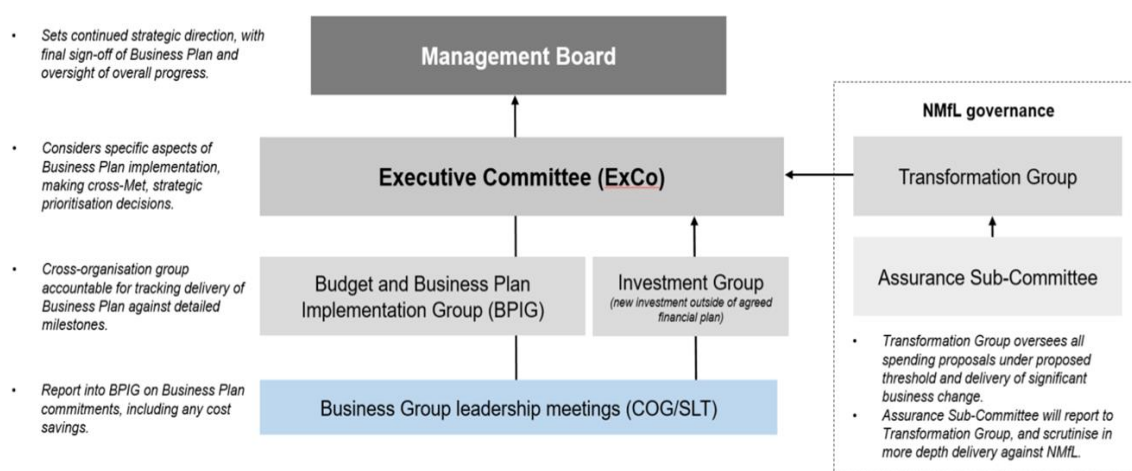 • Sets continued strategic direction, with
final sign-off of Business Plan and
oversight of overall progress.
Management Board
NMfL governance
• Considers specific aspects of
Business Plan implementation,
making cross-Met, strategic
prioritisation decisions.
Executive Committee (ExCo)
Transformation Group
• Cross-organisation group
accountable for tracking delivery of
Business Plan against detailed
milestones.
Budget and Business Plan
Implementation Group (BPIG)
Investment Group
(new investment outside of agreed
financial plan)
Assurance Sub-Committee
• Report into BPIG on Business Plan
commitments, including any cost
savings.
Business Group leadership meetings (COG/SLT)
• Transformation Group oversees all
spending proposals under proposed
threshold and delivery of significant
business change.
• Assurance Sub-Committee will report to
Transformation Group, and scrutinise in
more depth delivery against NMfL.